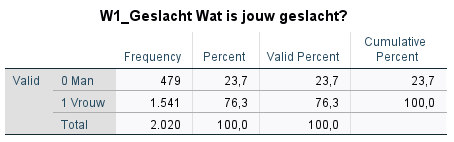 W1_Geslacht Wat is jouw geslacht?
Frequency Percent Valid Percent Cumulative Percent
Valid 0 Man 479 23,7 23,7 23,7
1 Vrouw 1.541 76,3 76,3 100,0
Total 2.020 100,0 100,0